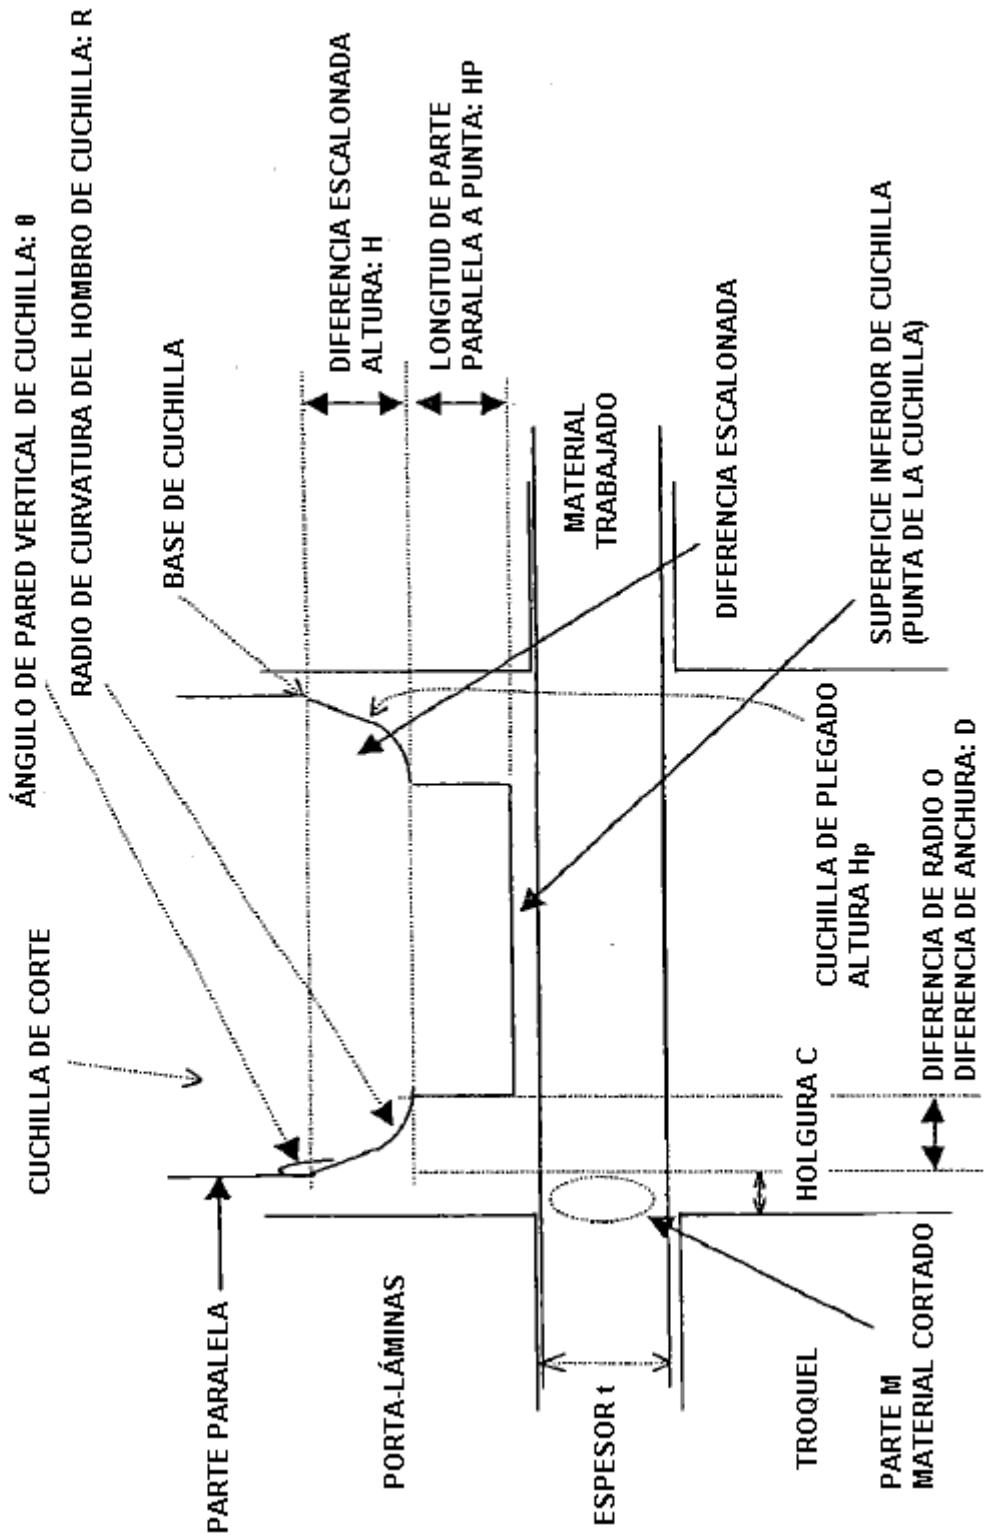 CUCHILLA DE CORTE
ÁNGULO DE PARED VERTICAL DE CUCHILLA: θ
RADIO DE CURVATURA DEL HOMBRO DE CUCHILLA: R
PARTE PARALELA
BASE DE CUCHILLA
DIFERENCIA ESCALONADA
ALTURA: H
PORTA-LÁMINAS
LONGITUD DE PARTE
PARALELA A PUNTA: HP
MATERIAL
TRABAJADO
ESPESOR t
DIFERENCIA ESCALONADA
TROQUEL
HOLGURA C
CUCHILLA DE PLEGADO
ALTURA Hp
SUPERFICIE INFERIOR DE CUCHILLA
(PUNTA DE LA CUCHILLA)
PARTE M
MATERIAL CORTADO
DIFERENCIA DE RADIO O
DIFERENCIA DE ANCHURA: D